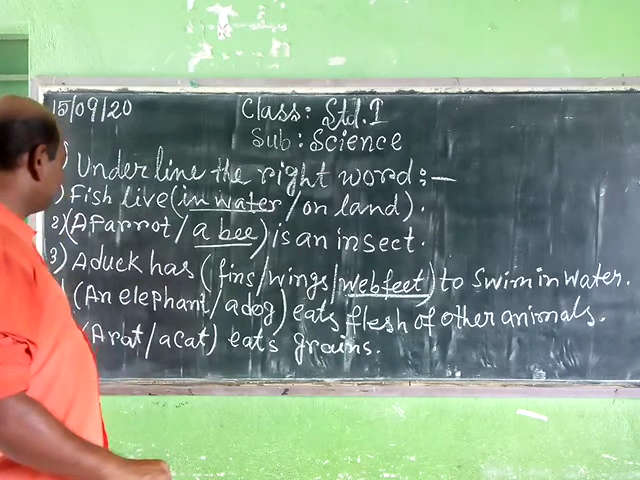 15/09/20 Class: Std. I
Sub: Science
Underline the right word:-
) Fish live (in water / on land).
2) (A Parrot / a bee) is an insect.
3) A duck has (fins/wings/webfeet) to swim in water.
(An elephant / a dog) eats flesh of other animals.
(A rat / a cat) eats grains.